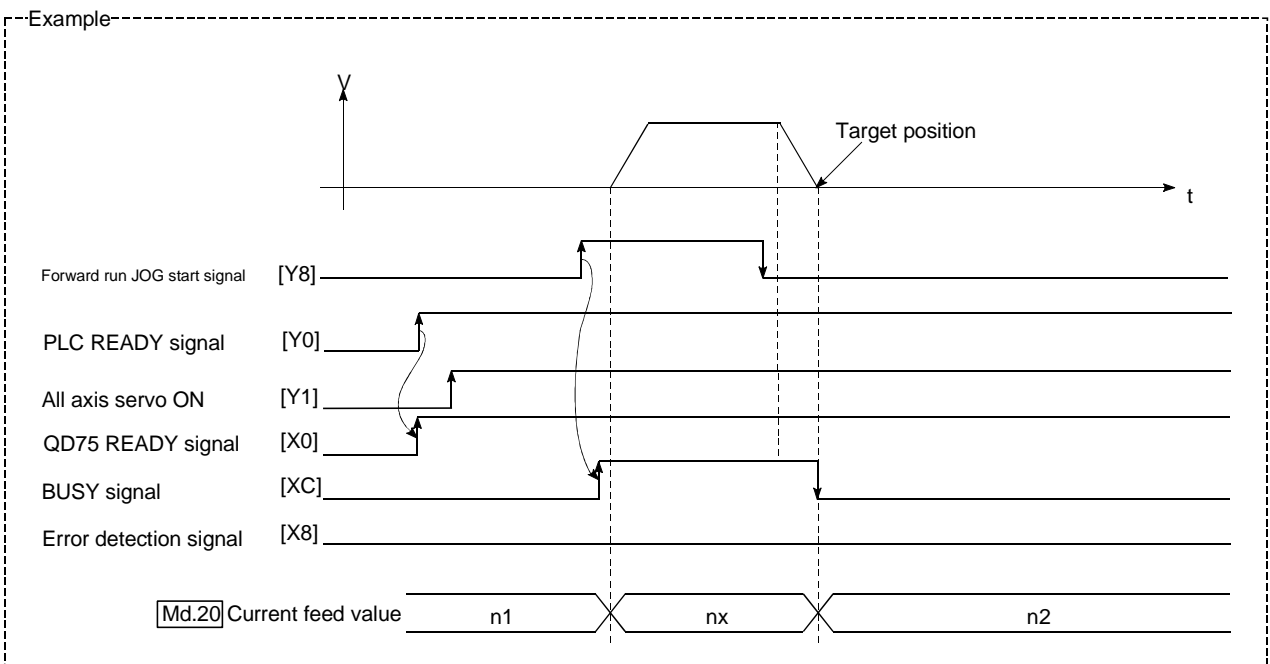 Example
V
Target position
t
Forward run JOG start signal [Y8]
PLC READY signal [Y0]
All axis servo ON [Y1]
QD75 READY signal [X0]
BUSY signal [XC]
Error detection signal [X8]
Md.20 Current feed value n1 nx n2